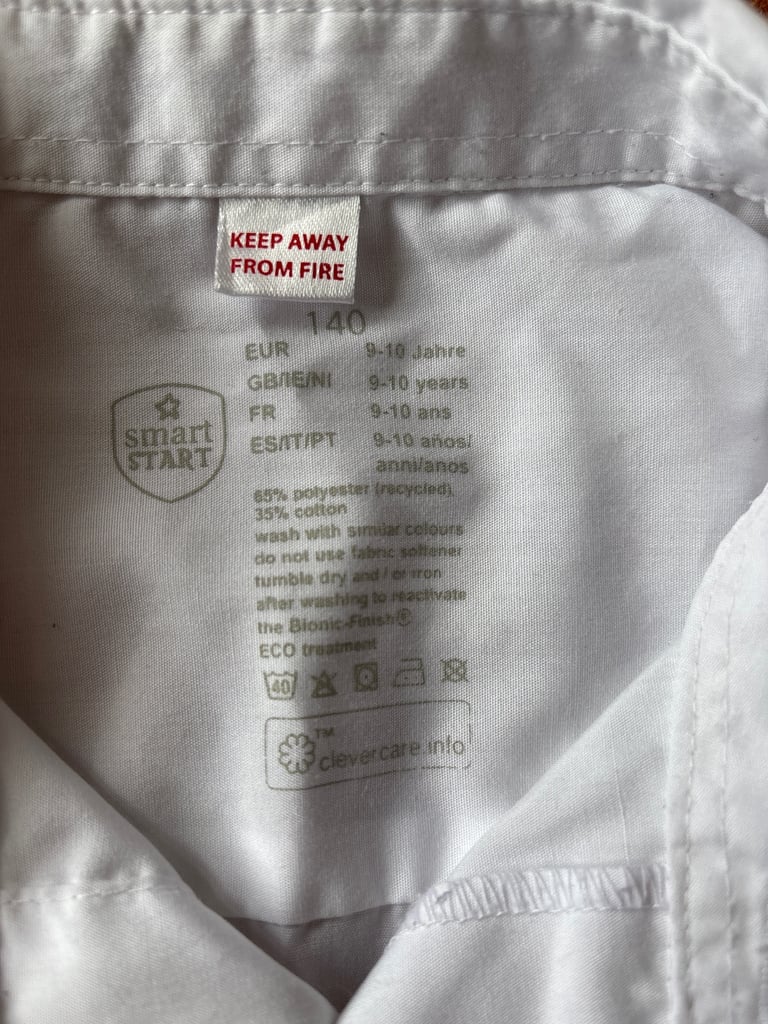 KEEP AWAY
FROM FIRE
140
EUR 9-10 Jahre
GB/IE/NI 9-10 years
FR 9-10 ans
ES/IT/PT 9-10 años/
anni/anos
smart
START
65% polyester (recycled),
35% cotton
wash with similar colours
do not use fabric softener
tumble dry and / or iron
after washing to reactivate
the Bionic-Finish®
ECO treatment
40
clevercare.info™